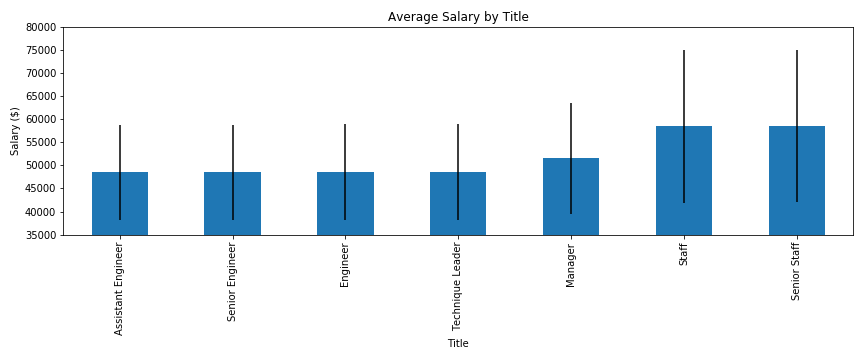 Average Salary by Title
Salary ($)
80000
75000
70000
65000
60000
55000
50000
45000
40000
35000
Assistant Engineer
Senior Engineer
Engineer
Technique Leader
Manager
Staff
Senior Staff
Title